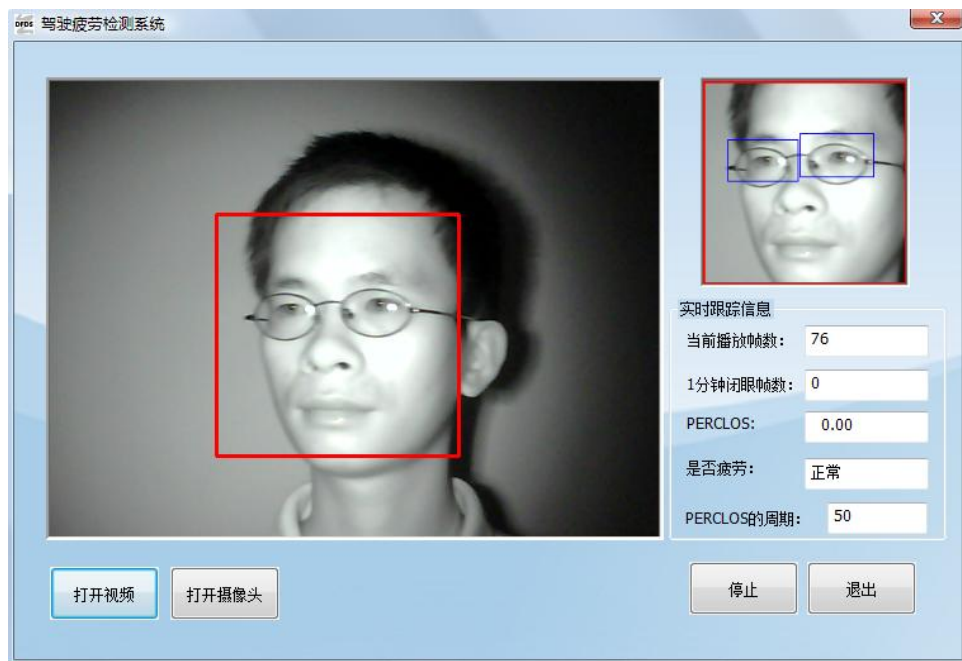 DFDS 驾驶疲劳检测系统
实时跟踪信息
当前播放帧数： 76
1分钟闭眼帧数： 0
PERCLOS： 0.00
是否疲劳： 正常
PERCLOS的周期： 50
打开视频 打开摄像头 停止 退出